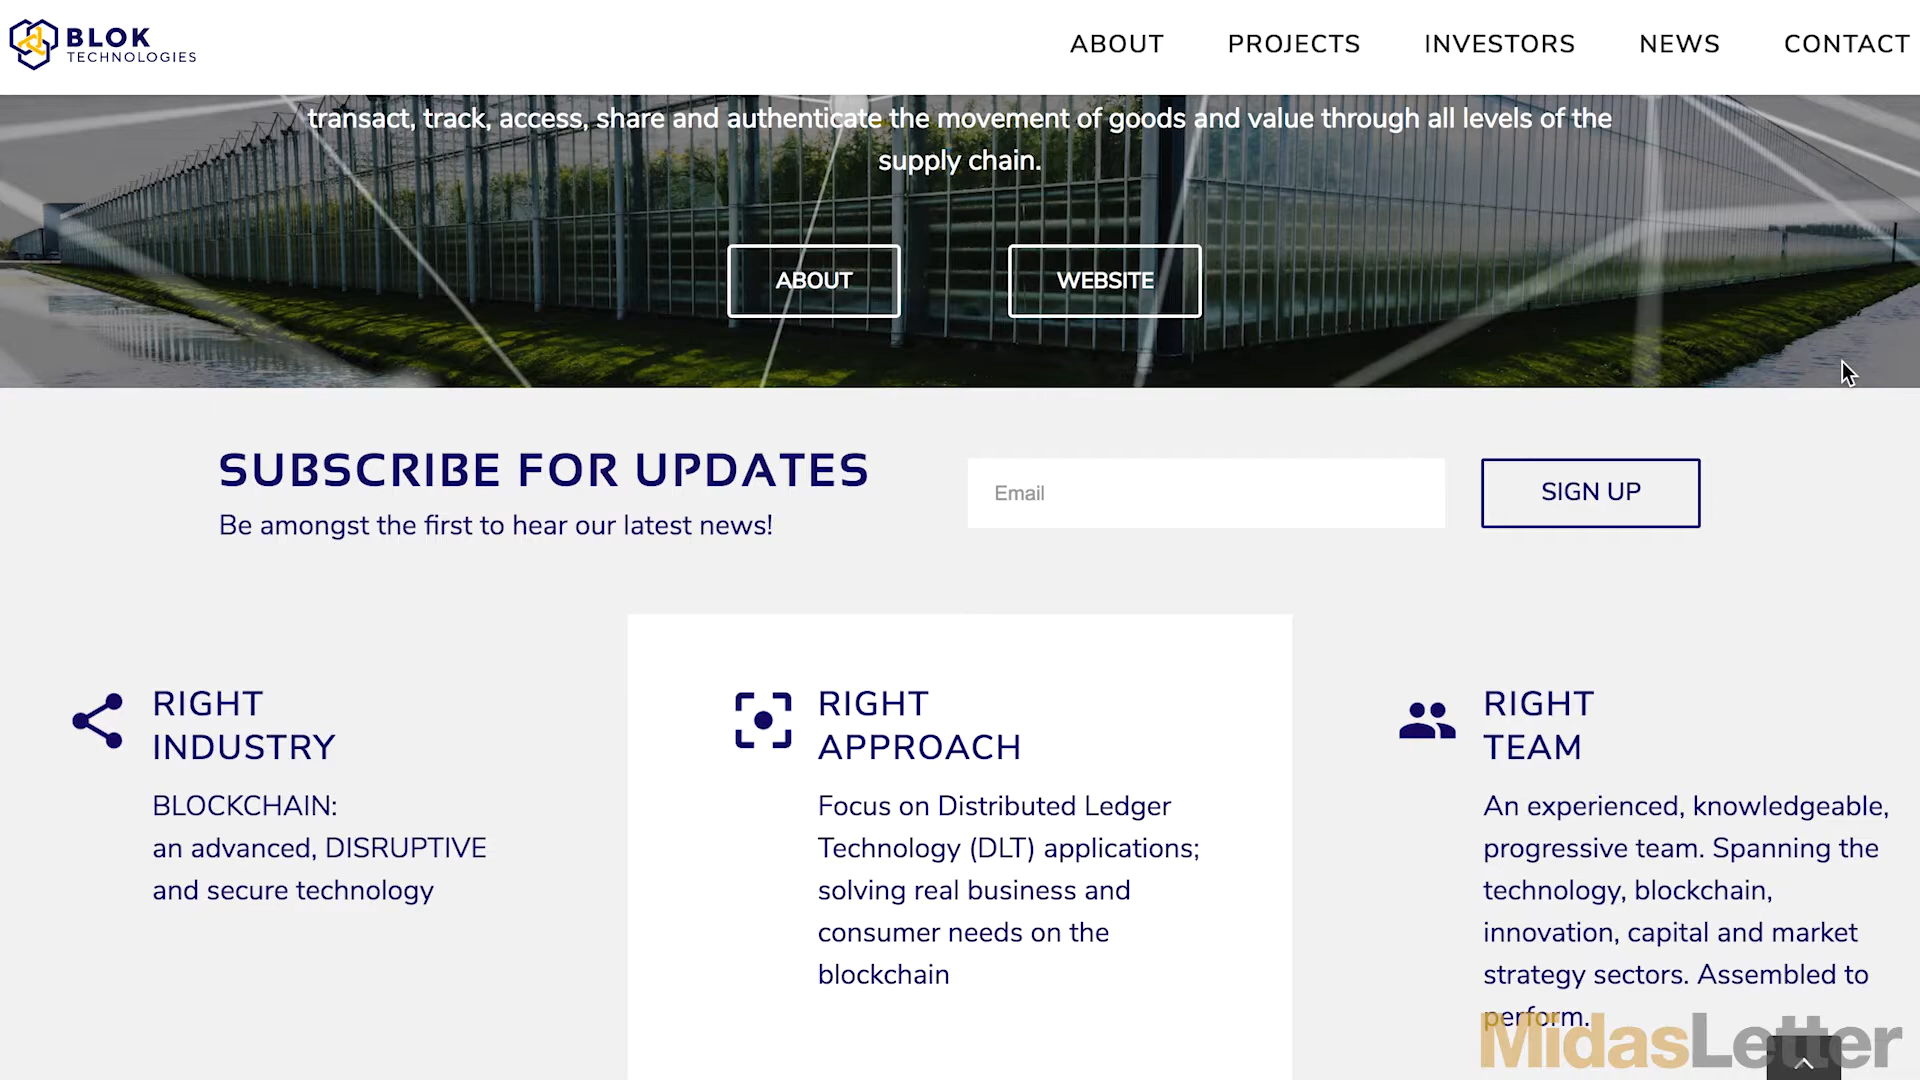 BLOK
TECHNOLOGIES
ABOUT PROJECTS INVESTORS NEWS CONTACT
transact, track, access, share and authenticate the movement of goods and value through all levels of the
supply chain.
ABOUT WEBSITE
SUBSCRIBE FOR UPDATES
Be amongst the first to hear our latest news!
Email
SIGN UP
RIGHT
INDUSTRY
BLOCKCHAIN:
an advanced, DISRUPTIVE
and secure technology
RIGHT
APPROACH
Focus on Distributed Ledger
Technology (DLT) applications;
solving real business and
consumer needs on the
blockchain
RIGHT
TEAM
An experienced, knowledgeable,
progressive team. Spanning the
technology, blockchain,
innovation, capital and market
strategy sectors. Assembled to
perform.
MidasLetter